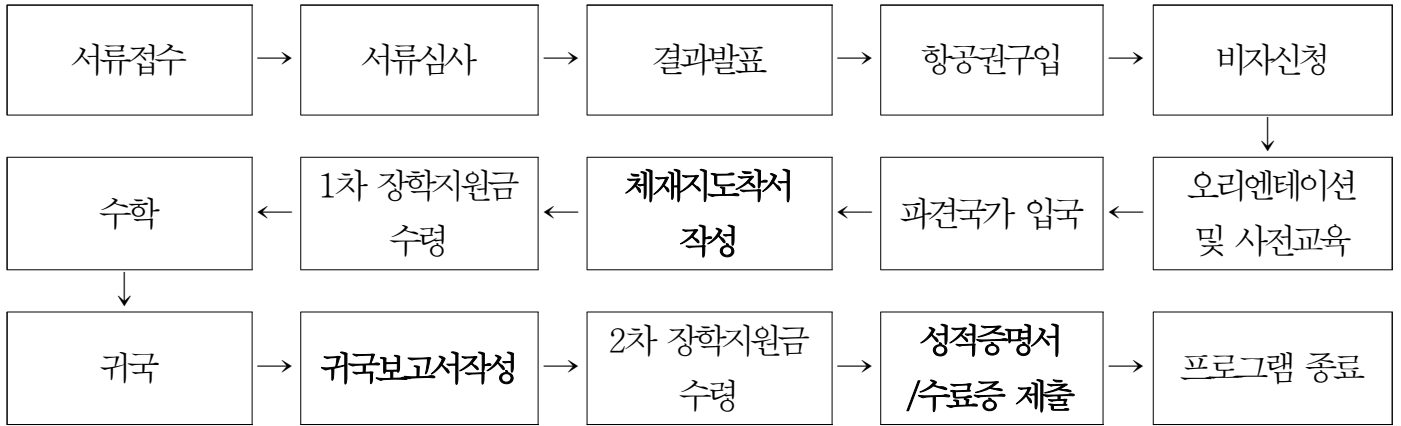 서류접수 → 서류심사 → 결과발표 → 항공권구입 → 비자신청
↓
오리엔테이션
및 사전교육
←
파견국가 입국
←
체재지도착서
작성
←
1차 장학지원금
수령
←
수학
↓
귀국
→
귀국보고서작성
→
2차 장학지원금
수령
→
성적증명서
/수료증 제출
→
프로그램 종료